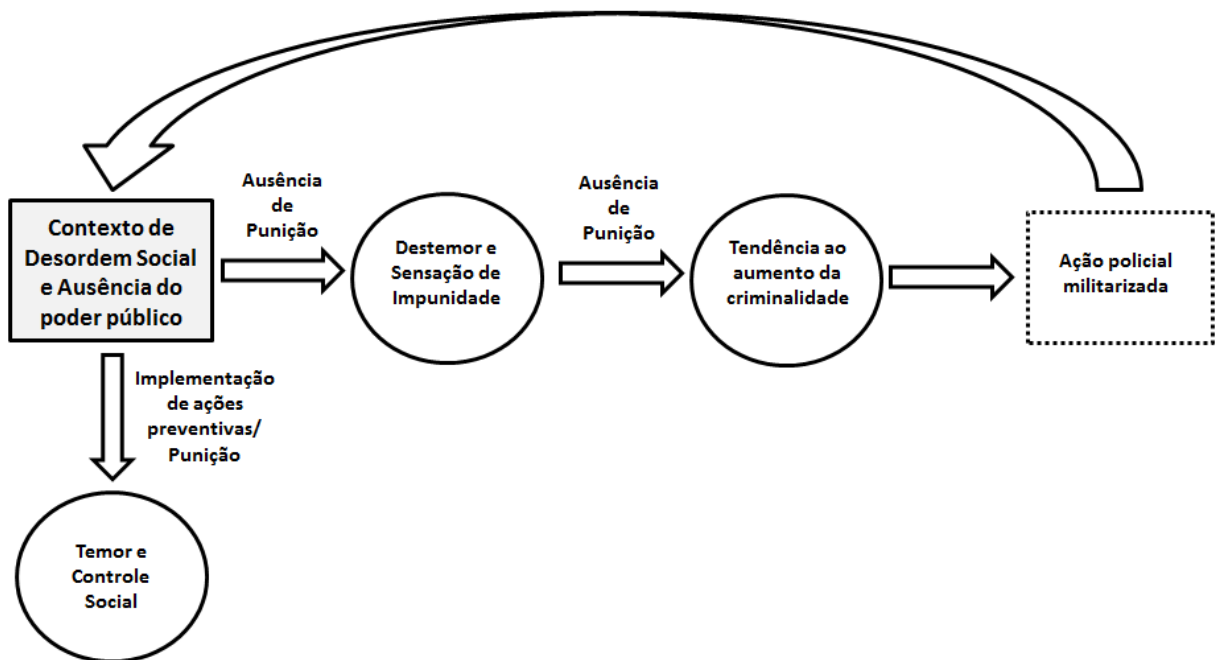 Contexto de
Desordem Social
e Ausência do
poder público
Ausência
de
Punição
Destemor e
Sensação de
Impunidade
Ausência
de
Punição
Tendência ao
aumento da
criminalidade
Ação policial
militarizada
Implementação
de ações
preventivas/
Punição
Temor e
Controle
Social